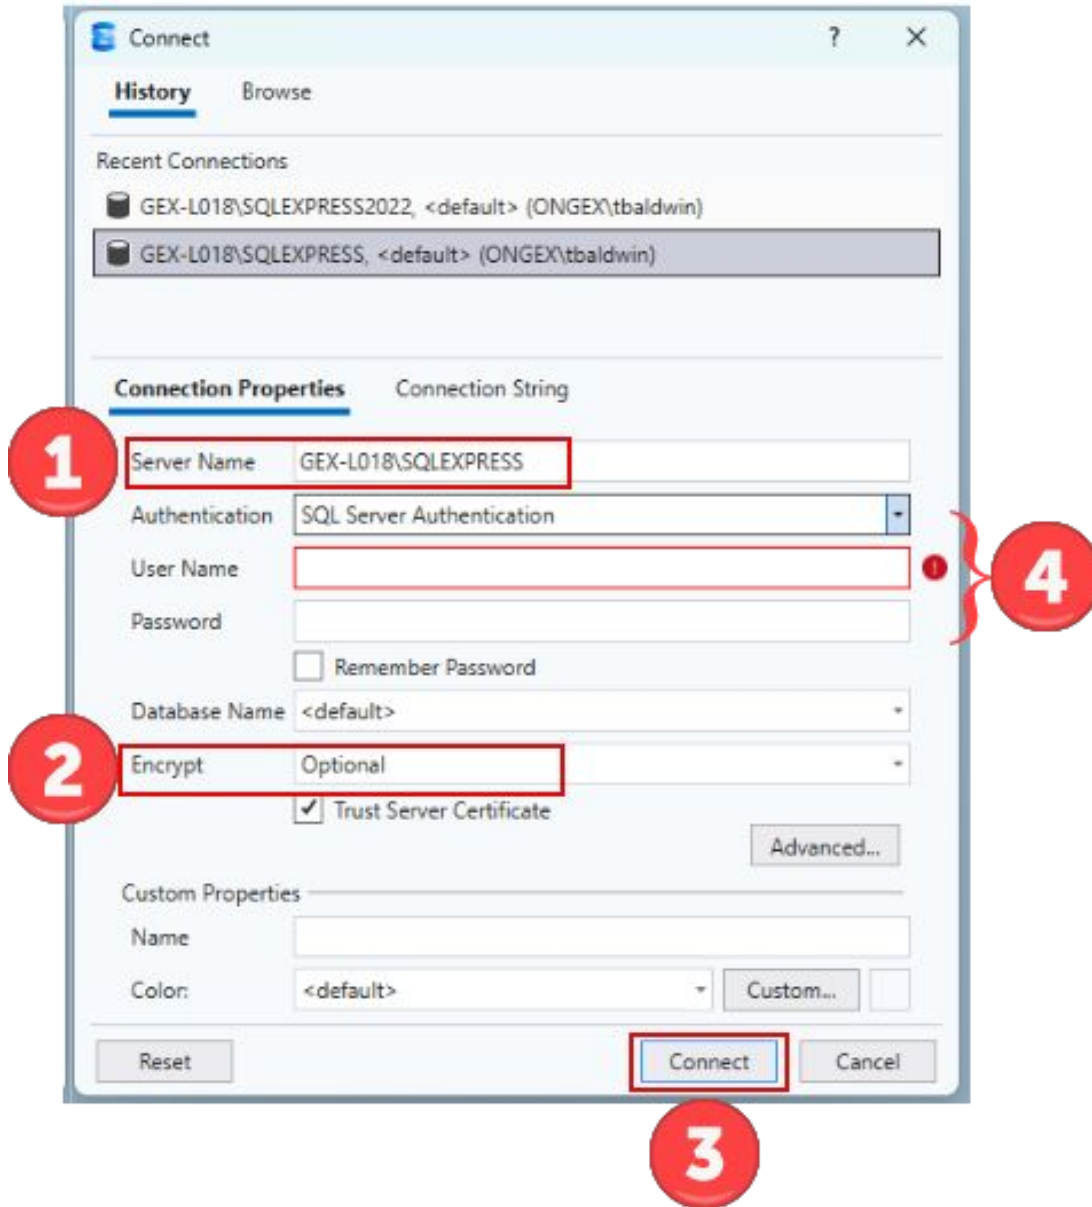 Connect ?
History Browse
Recent Connections
GEX-L018\SQLEXPRESS2022, <default> (ONGEX\tbaldwin)
GEX-L018\SQLEXPRESS, <default> (ONGEX\tbaldwin)
Connection Properties Connection String
1 Server Name GEX-L018\SQLEXPRESS
Authentication SQL Server Authentication
User Name ! 4
Password
Remember Password
Database Name <default>
2 Encrypt Optional
Trust Server Certificate
Advanced...
Custom Properties
Name
Color: <default> Custom...
Reset Connect Cancel
3